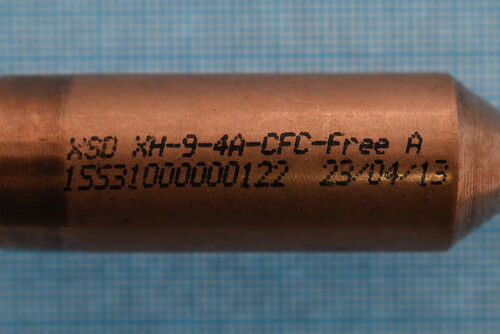 XSD XH-9-4A-CFC-Free A
15531000000122 23/04/13